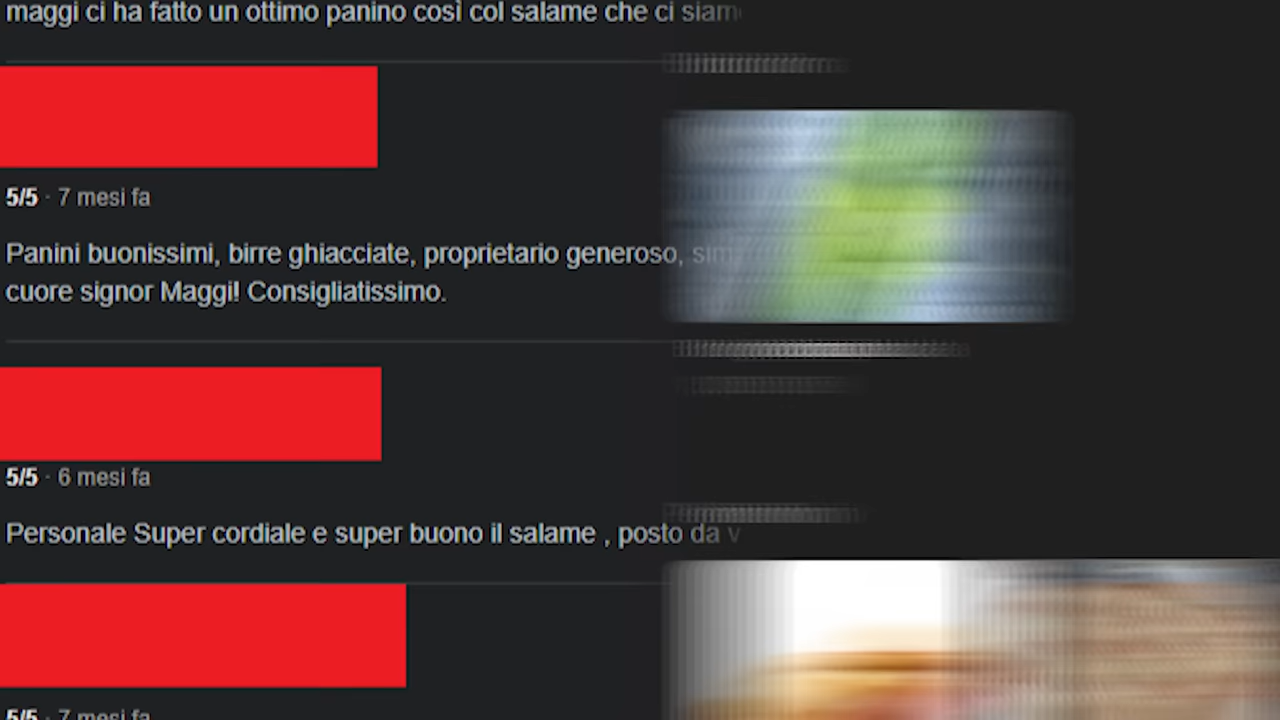 maggi ci ha fatto un ottimo panino così col salame che ci siam
5/5 · 7 mesi fa
Panini buonissimi, birre ghiacciate, proprietario generoso, sim
cuore signor Maggi! Consigliatissimo.
5/5 · 6 mesi fa
Personale Super cordiale e super buono il salame , posto da v
5/5 · 7 mesi fa